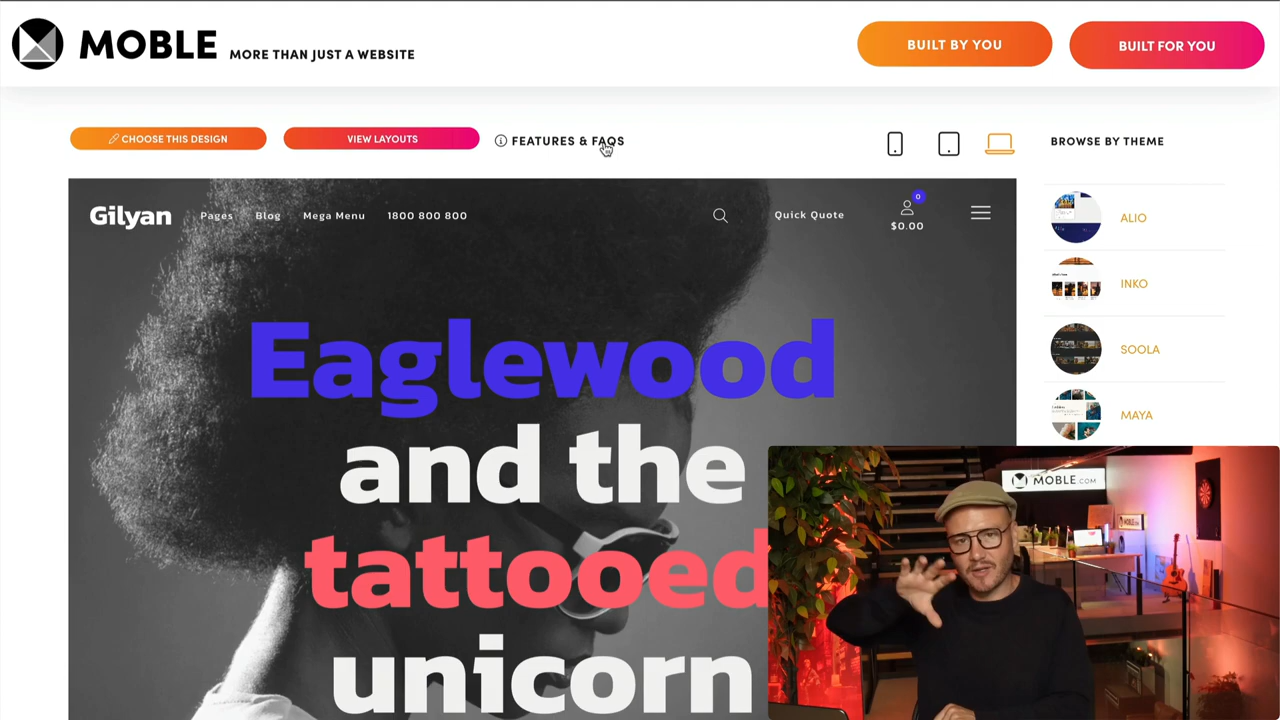 MOBLE MORE THAN JUST A WEBSITE
BUILT BY YOU
BUILT FOR YOU
CHOOSE THIS DESIGN
VIEW LAYOUTS
FEATURES & FAQS
BROWSE BY THEME
Gilyan
Pages
Blog
Mega Menu
1800 800 800
Quick Quote
0
$0.00
ALIO
INKO
SOOLA
MAYA
Eaglewood
and the
tattooed
unicorn
MOBLE.COM